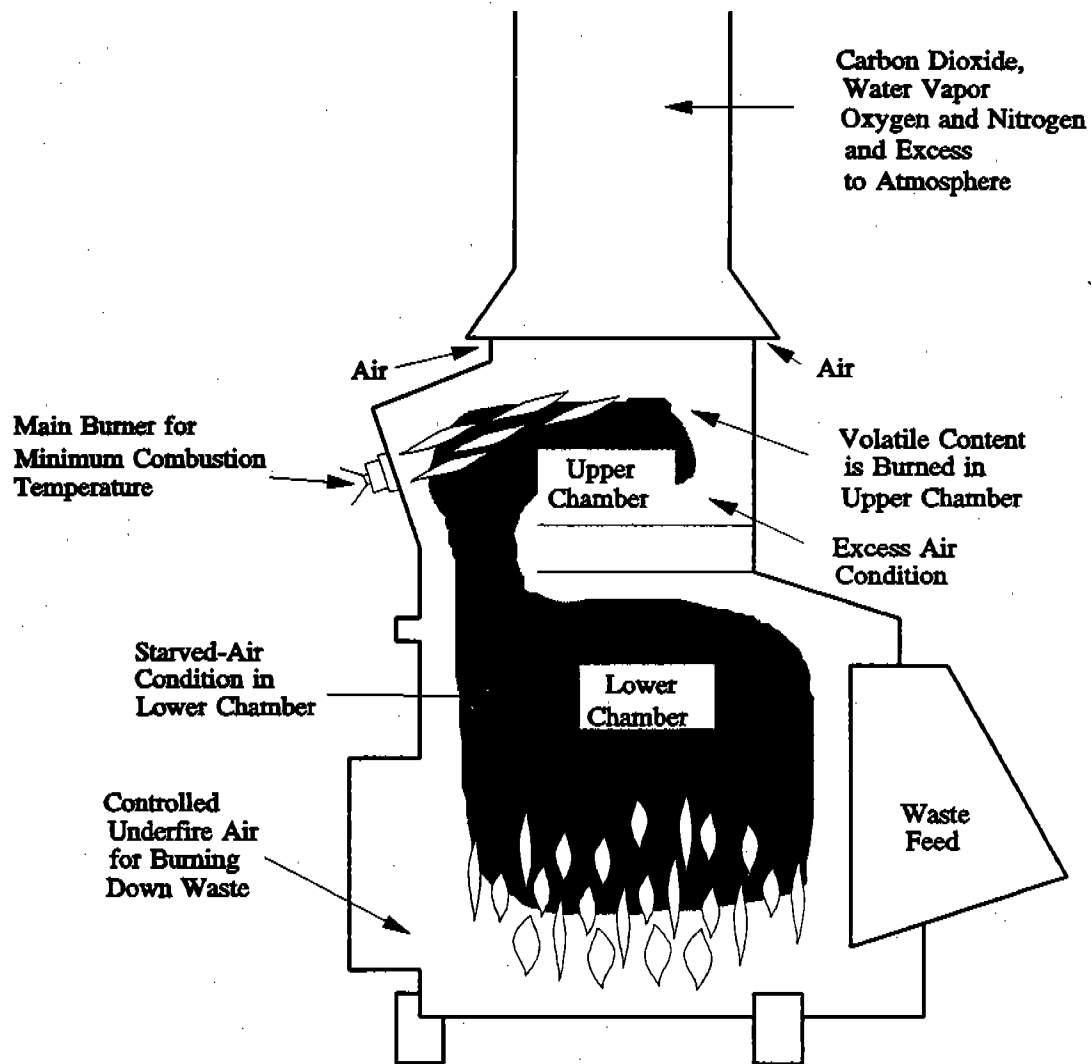 Carbon Dioxide,
Water Vapor
Oxygen and Nitrogen
and Excess
to Atmosphere
Air
Air
Main Burner for
Minimum Combustion
Temperature
Volatile Content
is Burned in
Upper Chamber
Upper
Chamber
Excess Air
Condition
Starved-Air
Condition in
Lower Chamber
Lower
Chamber
Controlled
Underfire Air
for Burning
Down Waste
Waste
Feed